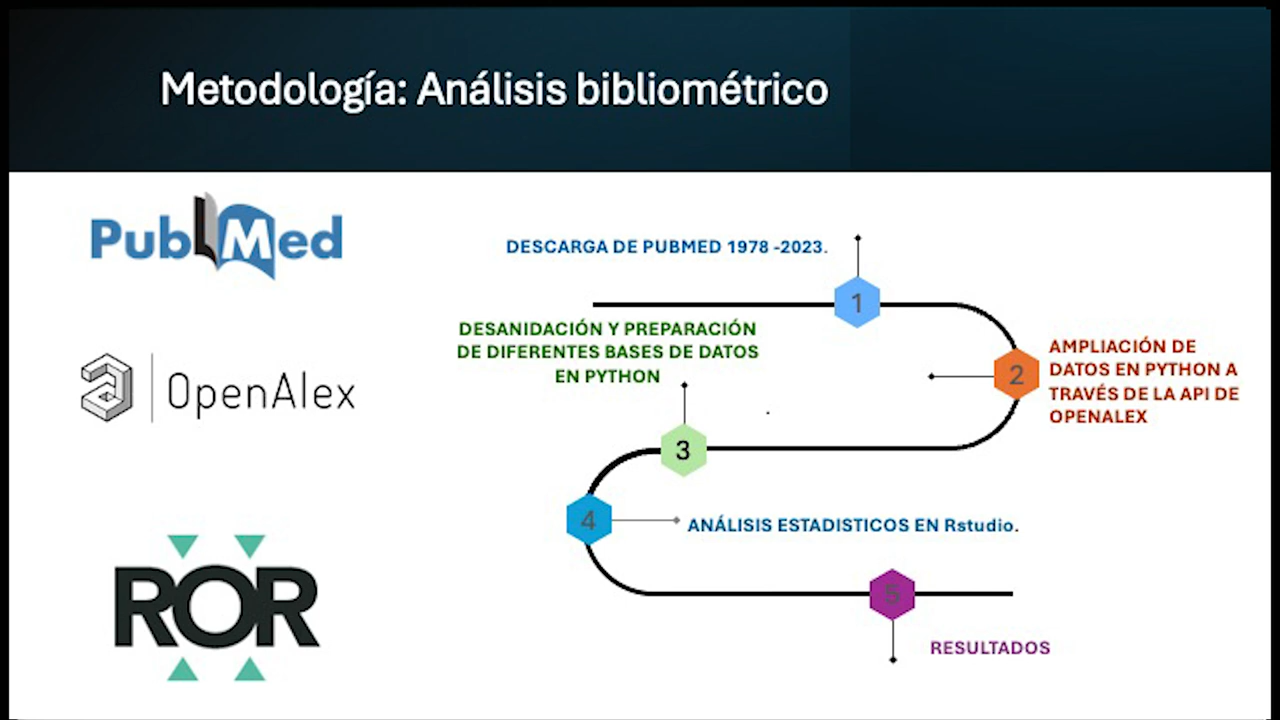 Metodología: Análisis bibliométrico
PubMed
OpenAlex
ROR
DESCARGA DE PUBMED 1978 -2023.
1
AMPLIACIÓN DE
DATOS EN PYTHON A
TRAVÉS DE LA API DE
OPENALEX
2
DESANIDACIÓN Y PREPARACIÓN
DE DIFERENTES BASES DE DATOS
EN PYTHON
3
4
ANÁLISIS ESTADISTICOS EN Rstudio.
5
RESULTADOS